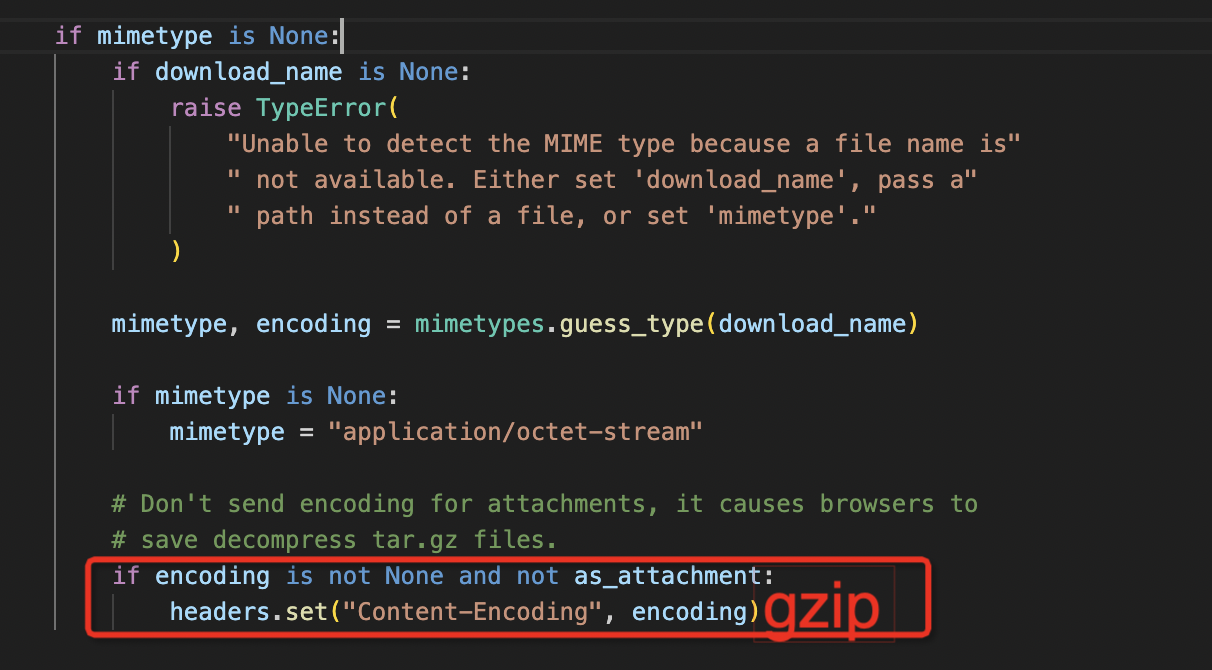 if mimetype is None:
if download_name is None:
raise TypeError(
"Unable to detect the MIME type because a file name is"
" not available. Either set 'download_name', pass a"
" path instead of a file, or set 'mimetype'."
)
mimetype, encoding = mimetypes.guess_type(download_name)
if mimetype is None:
mimetype = "application/octet-stream"
# Don't send encoding for attachments, it causes browsers to
# save decompress tar.gz files.
if encoding is not None and not as_attachment:
headers.set("Content-Encoding", encoding) gzip